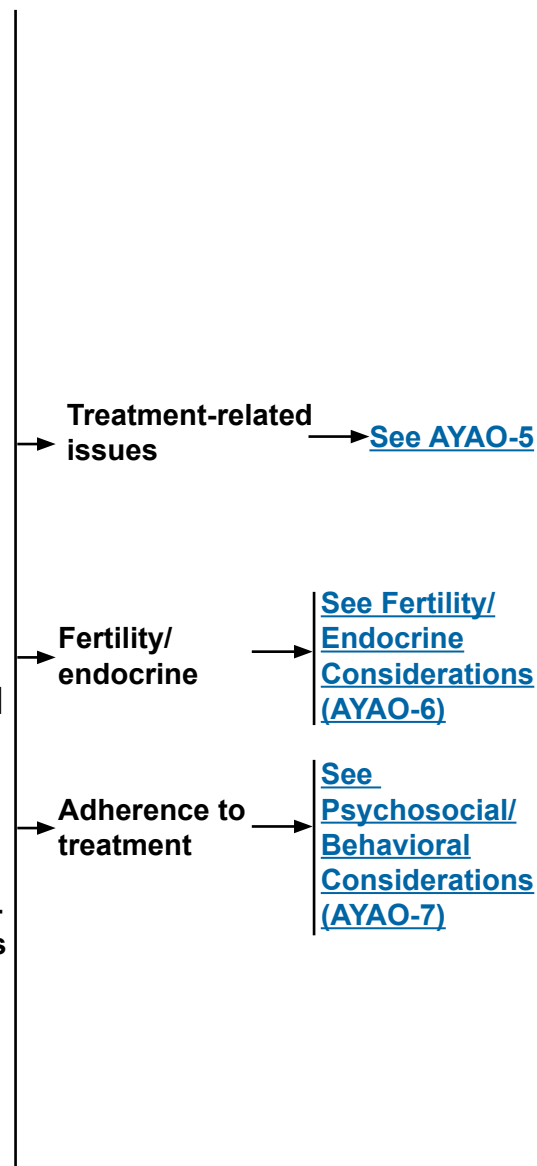 Treatment-related
issues
See AYAO-5
Fertility/
endocrine
See Fertility/
Endocrine
Considerations
(AYAO-6)
Adherence to
treatment
See
Psychosocial/
Behavioral
Considerations
(AYAO-7)